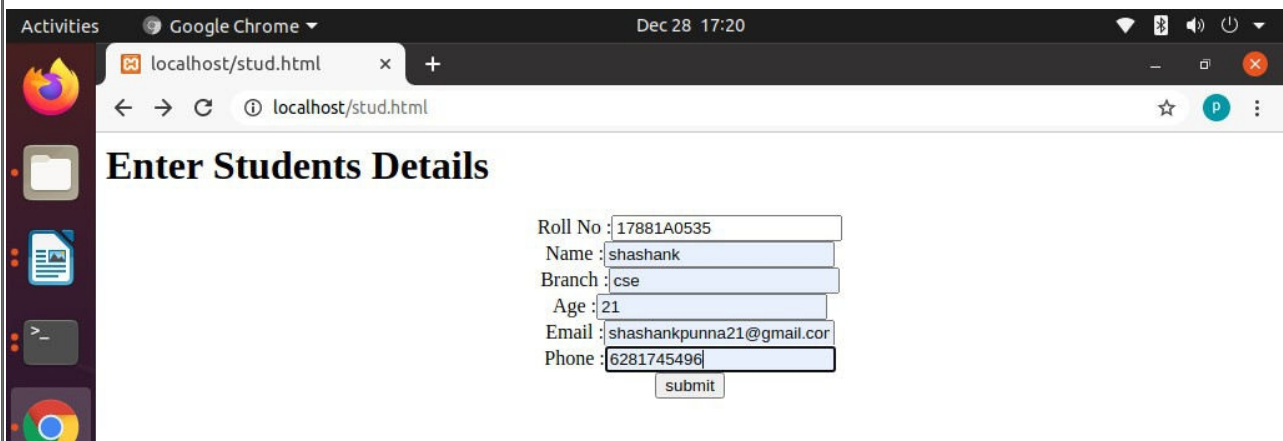 Activities Google Chrome Dec 28 17:20
localhost/stud.html
localhost/stud.html P
Enter Students Details
Roll No : 17881A0535
Name : shashank
Branch : cse
Age : 21
Email : shashankpunna21@gmail.cor
Phone : 6281745496
submit